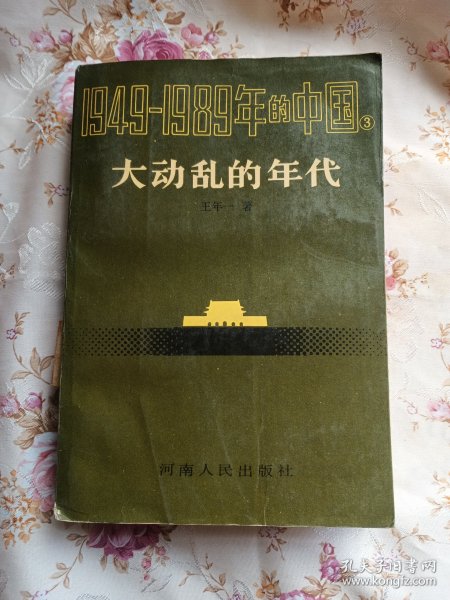 1949-1989年的中国③
大动乱的年代
王年一 著
河南人民出版社
孔夫子旧书网
www.kongfz.com